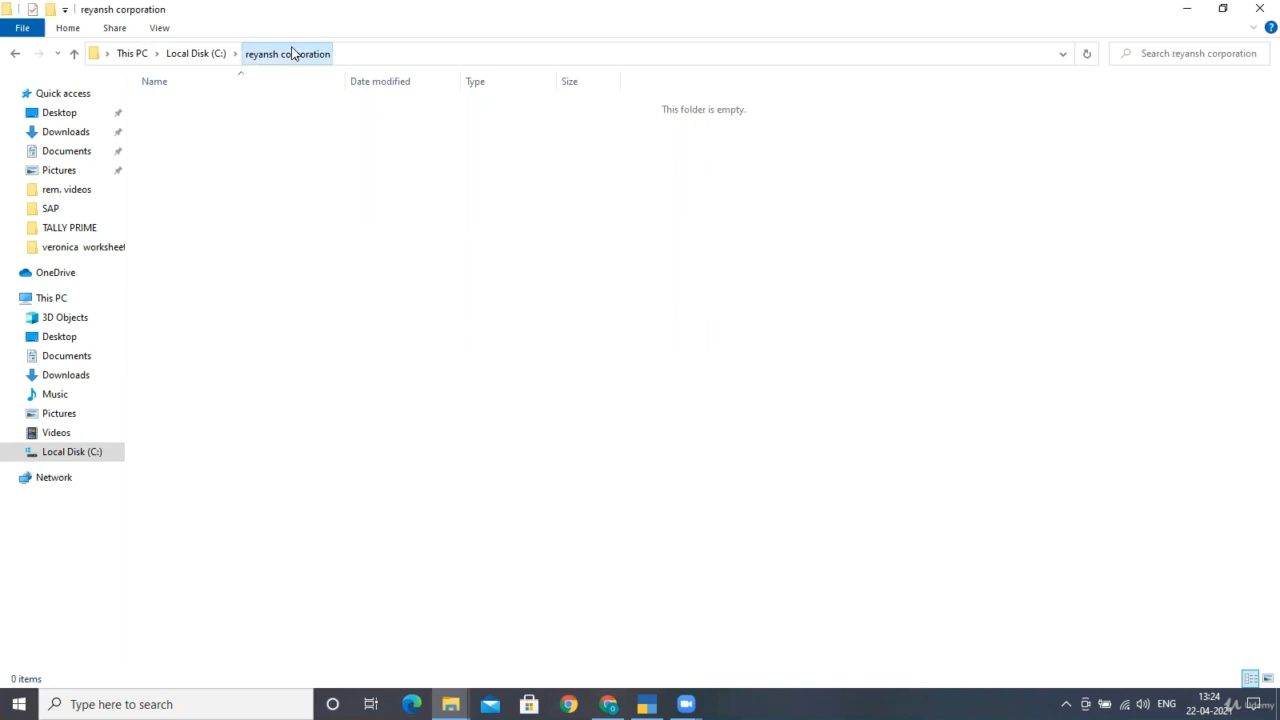 reyansh corporation
File Home Share View
This PC Local Disk (C:) reyansh corporation Search reyansh corporation
Name Date modified Type Size
Quick access
This folder is empty.
Desktop
Downloads
Documents
Pictures
rem. videos
SAP
TALLY PRIME
veronica worksheet
OneDrive
This PC
3D Objects
Desktop
Documents
Downloads
Music
Pictures
Videos
Local Disk (C:)
Network
0 items
Type here to search
ENG
13:24
22-04-2021
Udemy